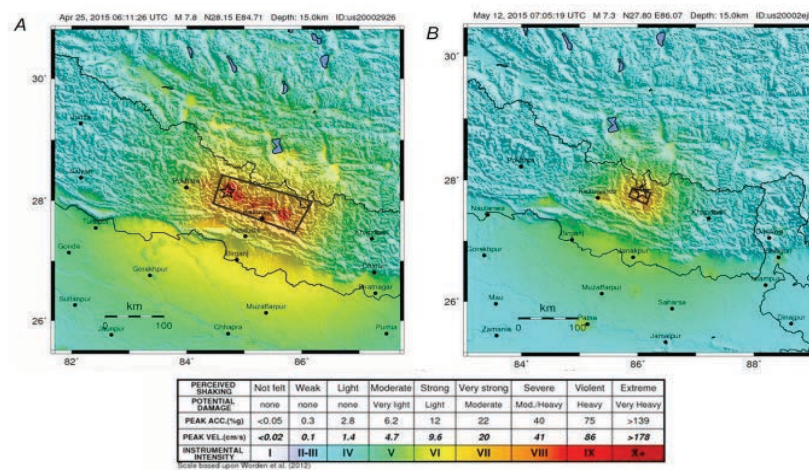 A
Apr 25, 2015 06:11:26 UTC M 7.8 N28.15 E84.71 Depth: 15.0km ID:us20002926
30°
28°
26°
82°
84°
86°
Gonda
Gorakhpur
Sultanpur
Jaunpur
Chhapra
Muzaffarpur
Birganj
km
0 100
B
May 12, 2015 07:05:19 UTC M 7.3 N27.80 E86.07 Depth: 15.0km
30°
28°
26°
84°
86°
88°
Pokhara
Nautanwa
Gorakhpur
Birganj
Janakpur
Muzaffarpur
Saharsa
Mau
Zamania
Patna
Jamalpur
Dinajpur
km
0 100
PERCEIVED SHAKING Not felt Weak Light Moderate Strong Very strong Severe Violent Extreme
POTENTIAL DAMAGE none none none Very light Light Moderate Mod./Heavy Heavy Very Heavy
PEAK ACC.(%g) <0.05 0.3 2.8 6.2 12 22 40 75 >139
PEAK VEL.(cm/s) <0.02 0.1 1.4 4.7 9.6 20 41 86 >178
INSTRUMENTAL INTENSITY I II-III IV V VI VII VIII IX X+
Scale based upon Worden et al. (2012)